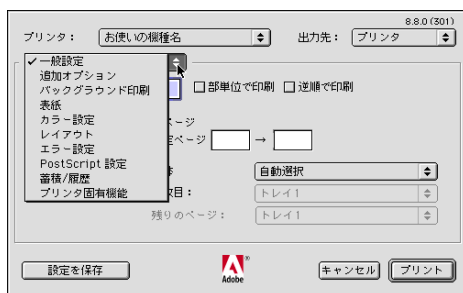 8.8.0 (301)
プリンタ： お使いの機種名 出力先： プリンタ
✓一般設定
追加オプション
バックグラウンド印刷
表紙
カラー設定
レイアウト
エラー設定
PostScript 設定
蓄積/履歴
プリンタ固有機能
部単位で印刷 逆順で印刷
ページ
ページ →
自動選択
目： トレイ1
残りのページ： トレイ1
設定を保存 Adobe キャンセル プリント